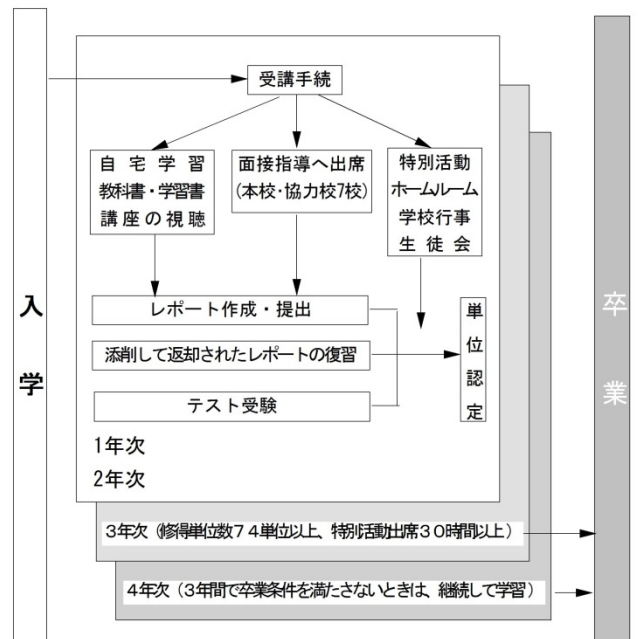 入学
受講手続
自宅学習
教科書・学習書
講座の視聴
面接指導へ出席
(本校・協力校7校)
特別活動
ホームルーム
学校行事
生徒会
レポート作成・提出
添削して返却されたレポートの復習
テスト受験
単位認定
1年次
2年次
3年次（修得単位数７４単位以上、特別活動出席３０時間以上）
４年次（３年間で卒業条件を満たさないときは、継続して学習）
卒業